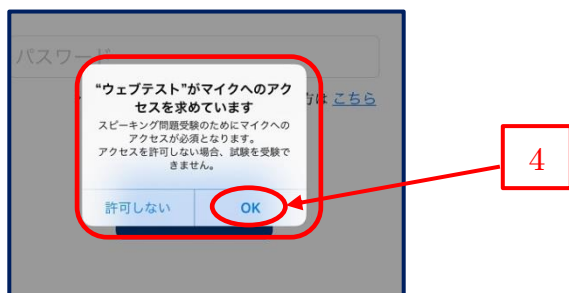 パスワード
"ウェブテスト"がマイクへのアク
セスを求めています
方は こちら
スピーキング問題受験のためにマイクへの
アクセスが必須となります。
アクセスを許可しない場合、試験を受験で
きません。
許可しない
OK
4